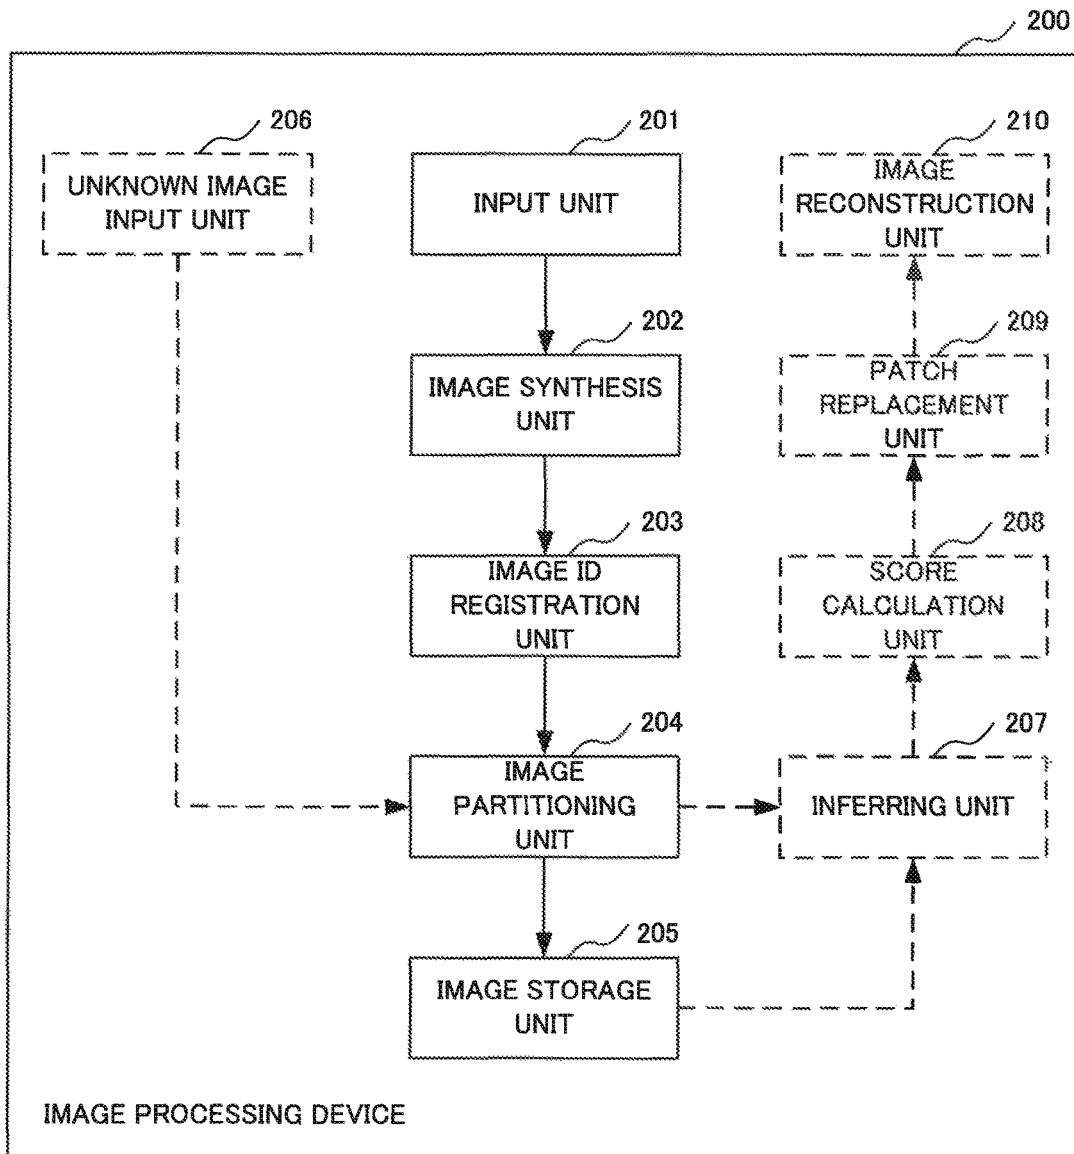 200
206
201
210
UNKNOWN IMAGE
INPUT UNIT
INPUT UNIT
IMAGE
RECONSTRUCTION
UNIT
202
209
IMAGE SYNTHESIS
UNIT
PATCH
REPLACEMENT
UNIT
203
208
IMAGE ID
REGISTRATION
UNIT
SCORE
CALCULATION
UNIT
204
207
IMAGE
PARTITIONING
UNIT
INFERRING UNIT
205
IMAGE STORAGE
UNIT
IMAGE PROCESSING DEVICE